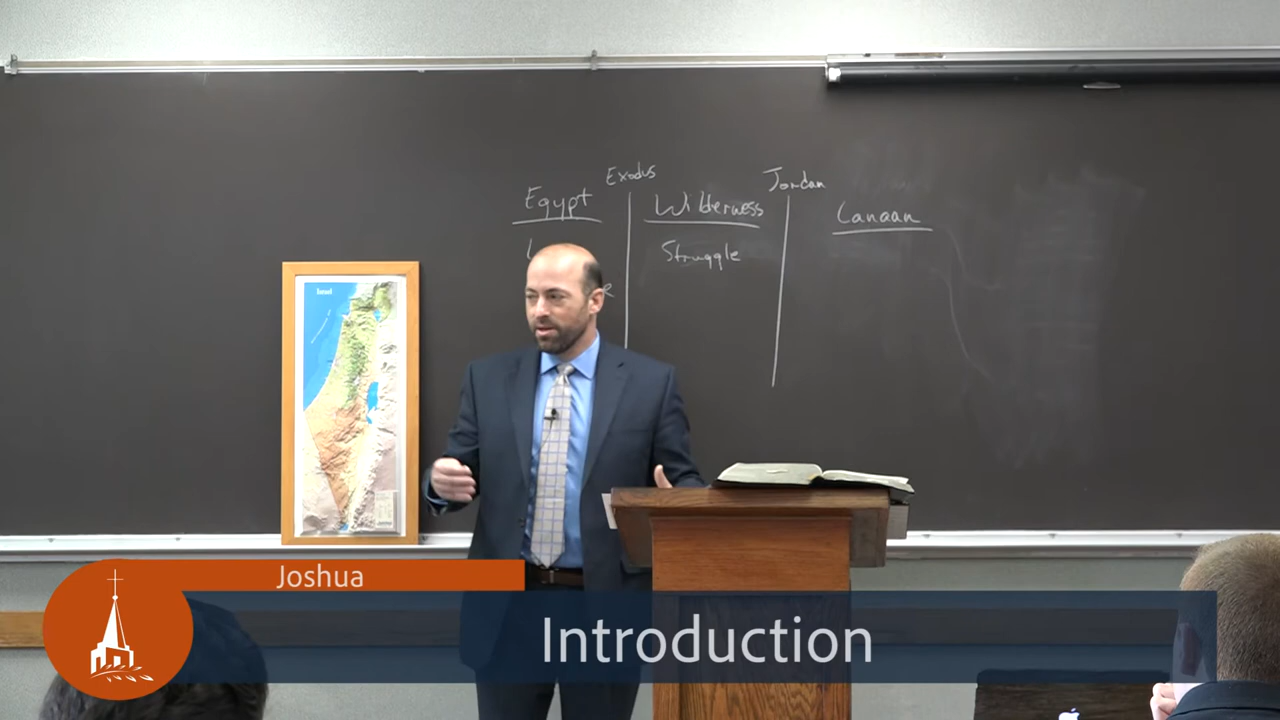 Exodus
Jordan
Egypt
Wilderness
Canaan
Struggle
Israel
Joshua
Introduction